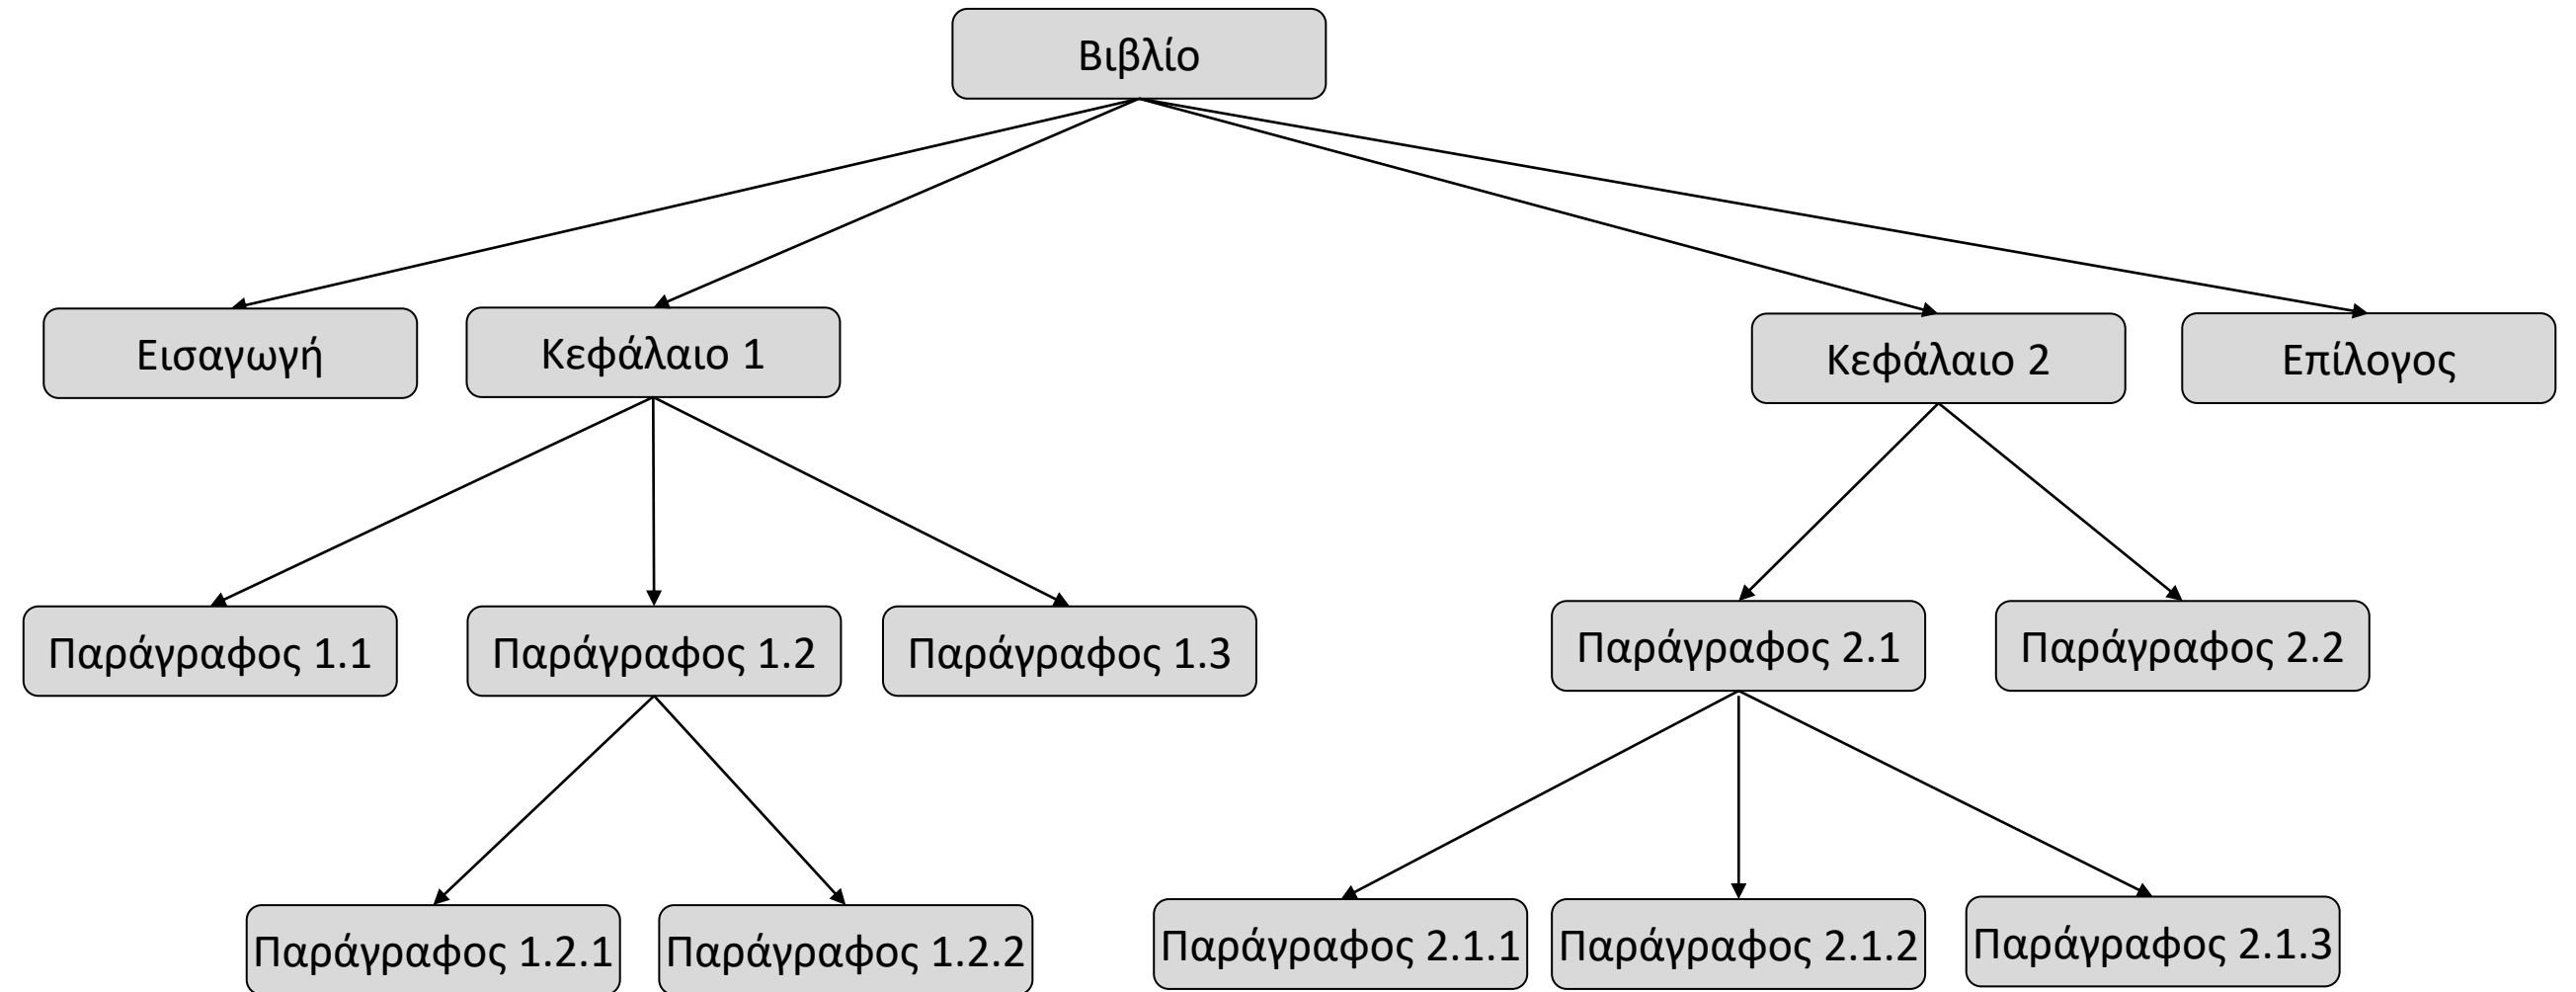 Βιβλίο
Εισαγωγή
Κεφάλαιο 1
Κεφάλαιο 2
Επίλογος
Παράγραφος 1.1
Παράγραφος 1.2
Παράγραφος 1.3
Παράγραφος 2.1
Παράγραφος 2.2
Παράγραφος 1.2.1
Παράγραφος 1.2.2
Παράγραφος 2.1.1
Παράγραφος 2.1.2
Παράγραφος 2.1.3